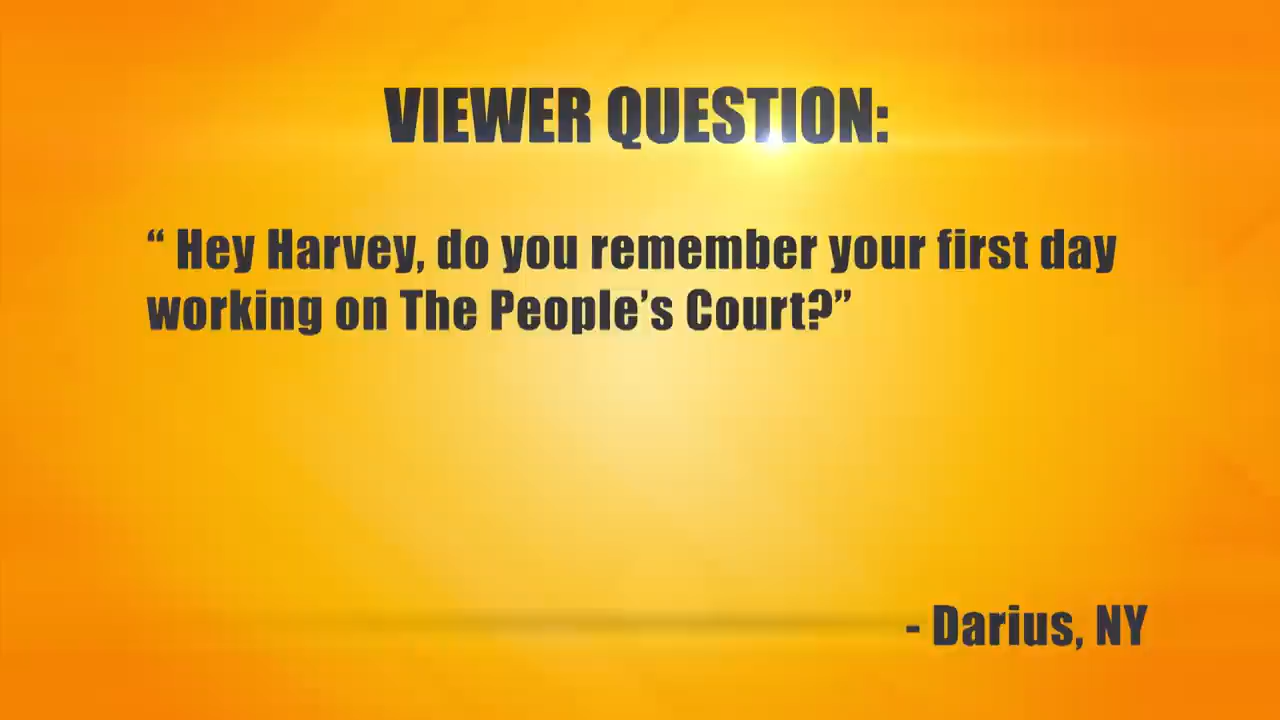 VIEWER QUESTION:
“ Hey Harvey, do you remember your first day
working on The People’s Court?”
- Darius, NY